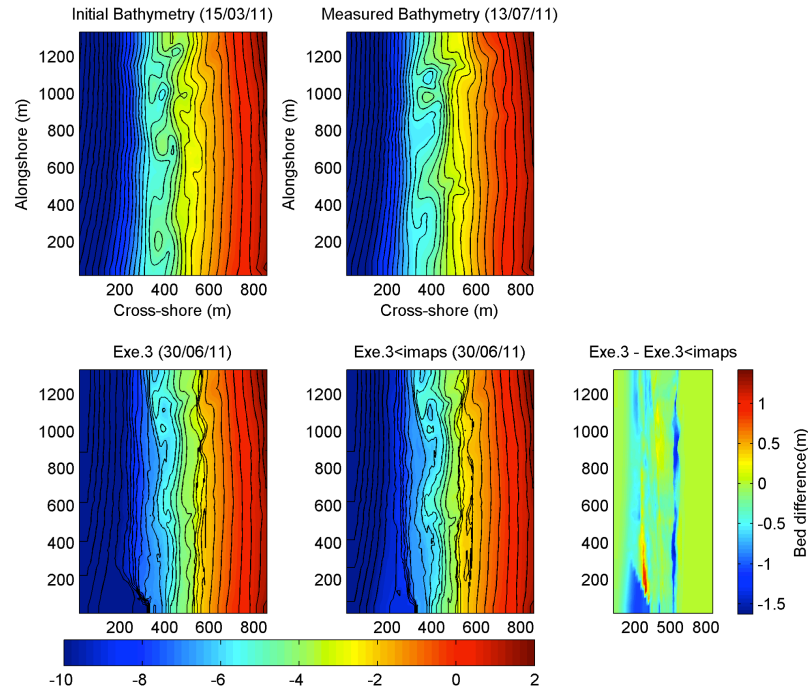 Initial Bathymetry (15/03/11) Measured Bathymetry (13/07/11)
1200 1200
1000 1000
800 800
600 600
400 400
200 200
Alongshore (m) Alongshore (m)
200 400 600 800 200 400 600 800
Cross-shore (m) Cross-shore (m)
Exe.3 (30/06/11) Exe.3<imaps (30/06/11) Exe.3 - Exe.3<imaps
1200 1200 1200
1000 1000 1000
800 800 800
600 600 600
400 400 400
200 200 200
1
0.5
0
-0.5
-1
-1.5
Bed difference(m)
200 400 600 800 200 400 600 800 200 500 800
-10 -8 -6 -4 -2 0 2